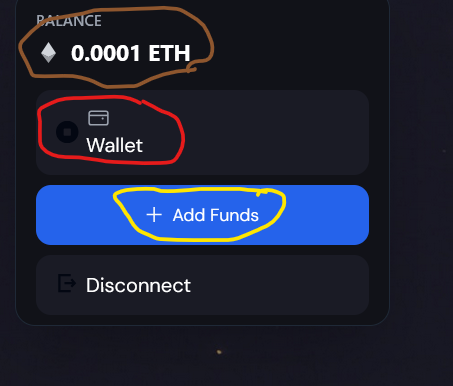 BALANCE
0.0001 ETH
Wallet
+ Add Funds
Disconnect